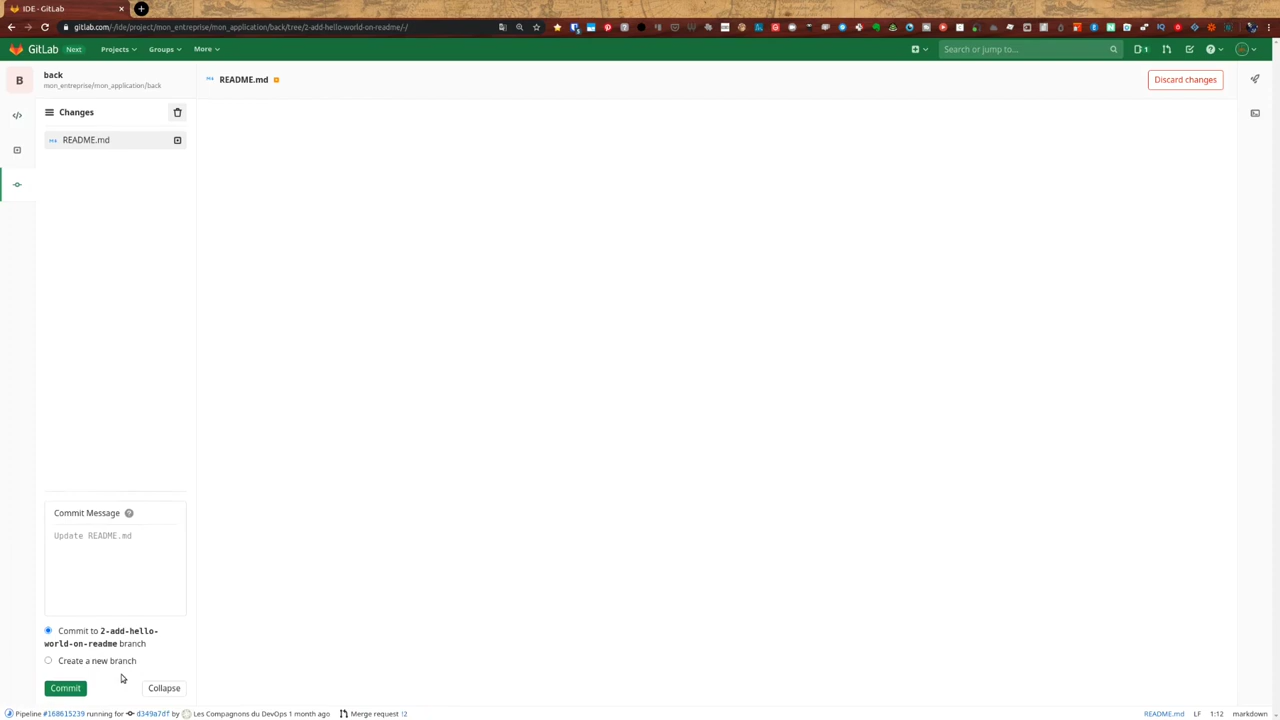 IDE - GitLab
gitlab.com/-/ide/project/mon_entreprise/mon_application/back/tree/2-add-hello-world-on-readme/-/
GitLab Next Projects Groups More Search or jump to... 1
B back
mon_entreprise/mon_application/back
README.md Discard changes
Changes
README.md
Commit Message
Update README.md
Commit to 2-add-hello-
world-on-readme branch
Create a new branch
Commit Collapse
Pipeline #168615239 running for d349a7df by Les Compagnons du DevOps 1 month ago Merge request !2 README.md LF 1:12 markdown